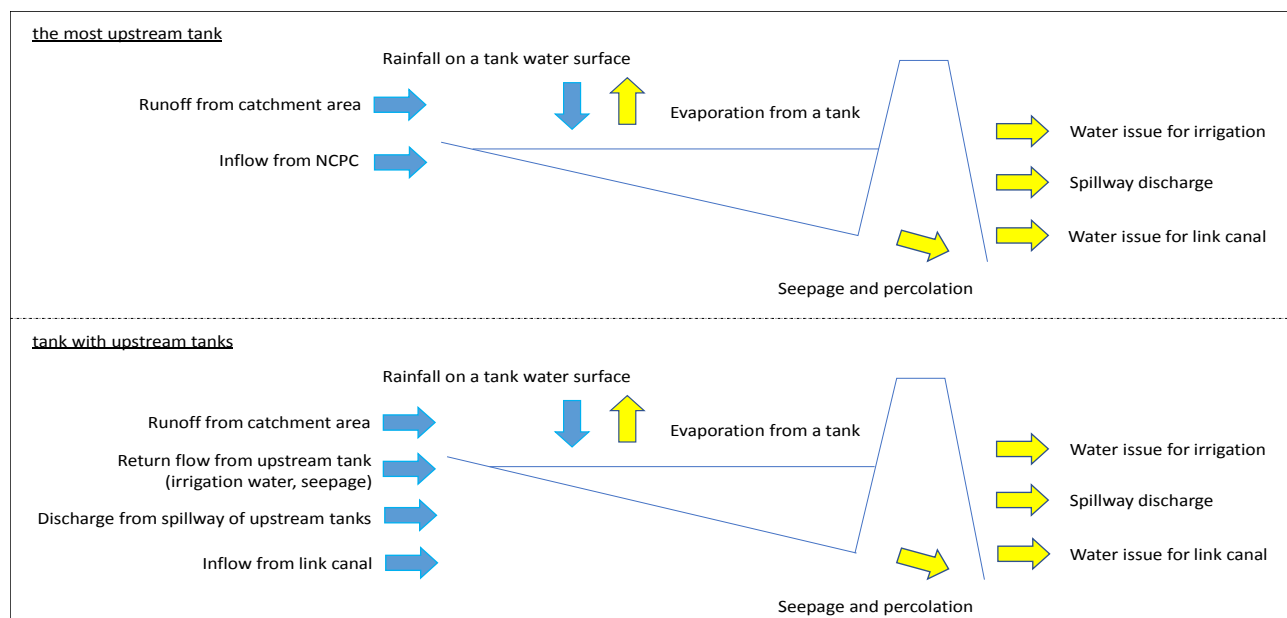 the most upstream tank
Rainfall on a tank water surface
Runoff from catchment area
Evaporation from a tank
Water issue for irrigation
Inflow from NCPC
Spillway discharge
Water issue for link canal
Seepage and percolation
tank with upstream tanks
Rainfall on a tank water surface
Runoff from catchment area
Evaporation from a tank
Water issue for irrigation
Return flow from upstream tank
(irrigation water, seepage)
Spillway discharge
Discharge from spillway of upstream tanks
Water issue for link canal
Inflow from link canal
Seepage and percolation